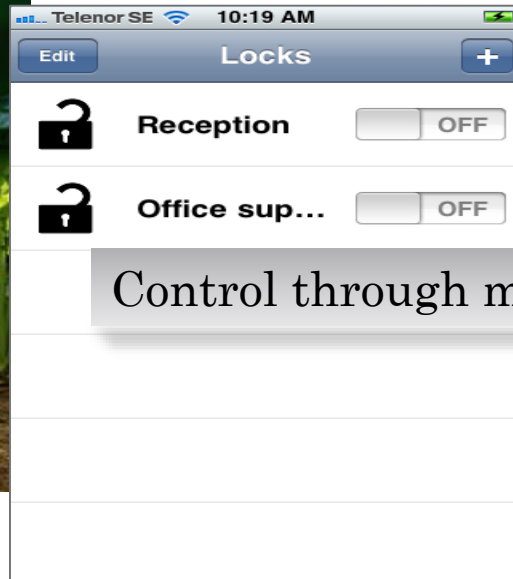 Telenor SE 10:19 AM
Edit Locks +
Reception OFF
Office sup... OFF
Control through